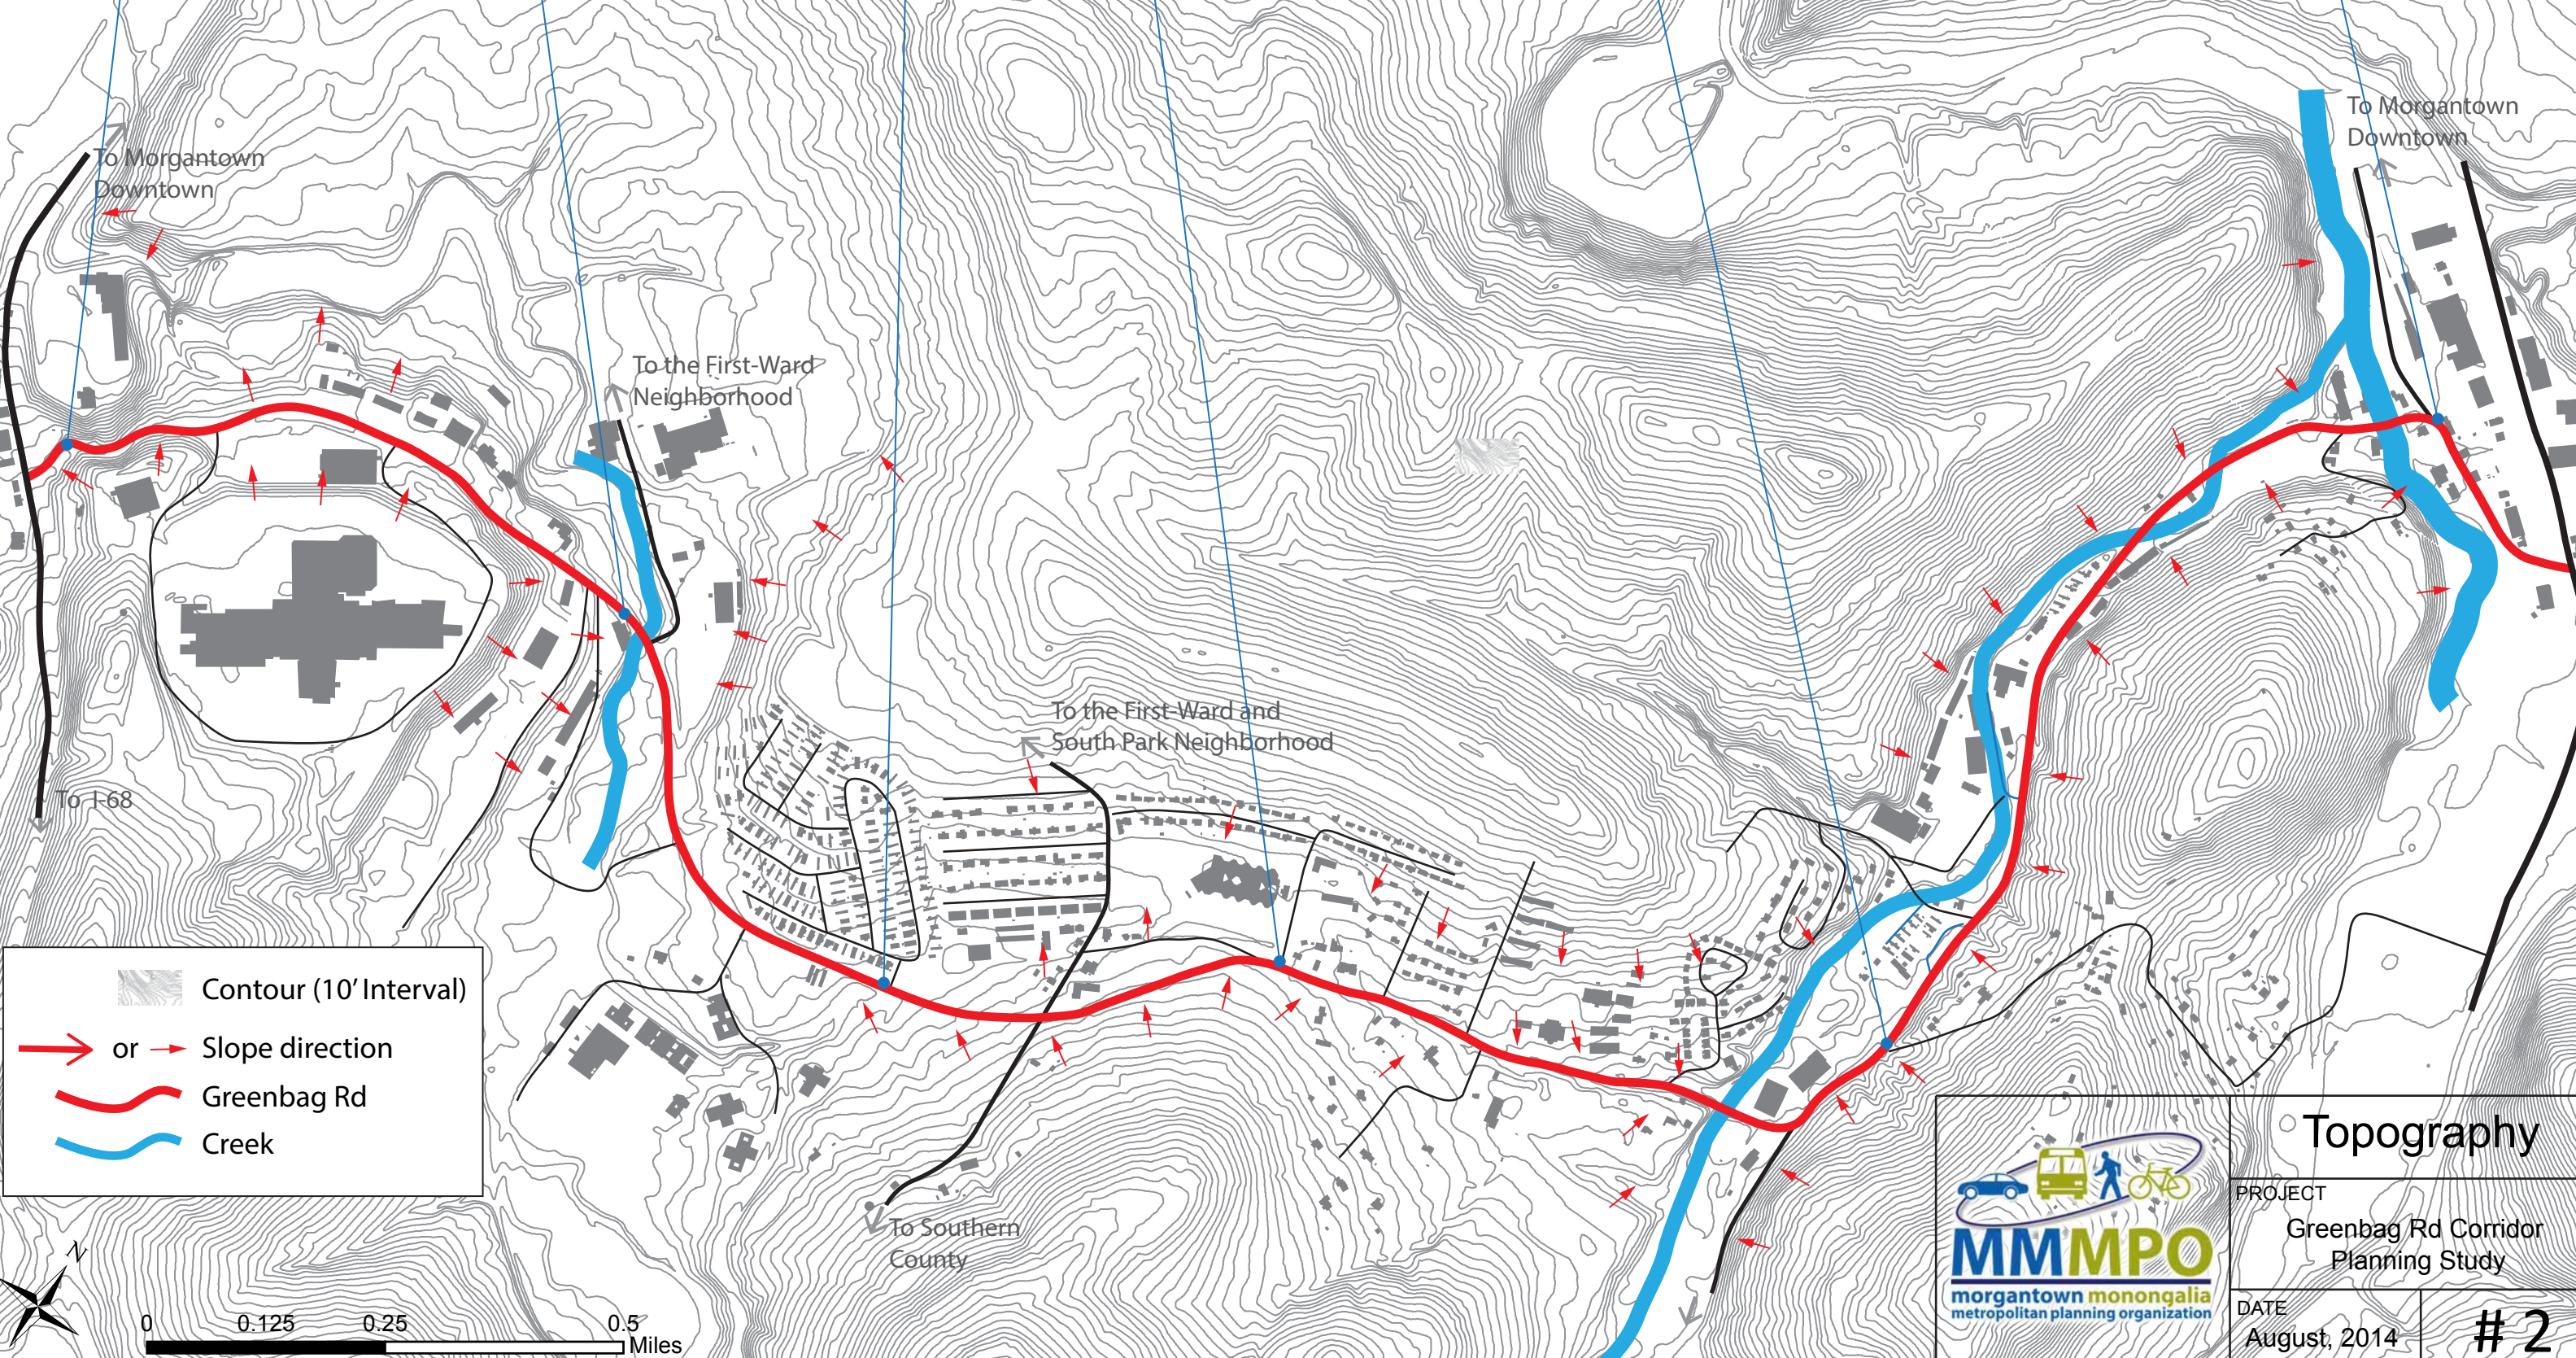 To Morgantown
Downtown
To Morgantown
Downtown
To the First-Ward
Neighborhood
To the First-Ward and
South Park Neighborhood
To I-68
To Southern
County
Contour (10' Interval)
or Slope direction
Greenbag Rd
Creek
N
0 0.125 0.25 0.5
Miles
MMMPO
morgantown monongalia
metropolitan planning organization
Topography
PROJECT
Greenbag Rd Corridor
Planning Study
DATE
August, 2014
# 2